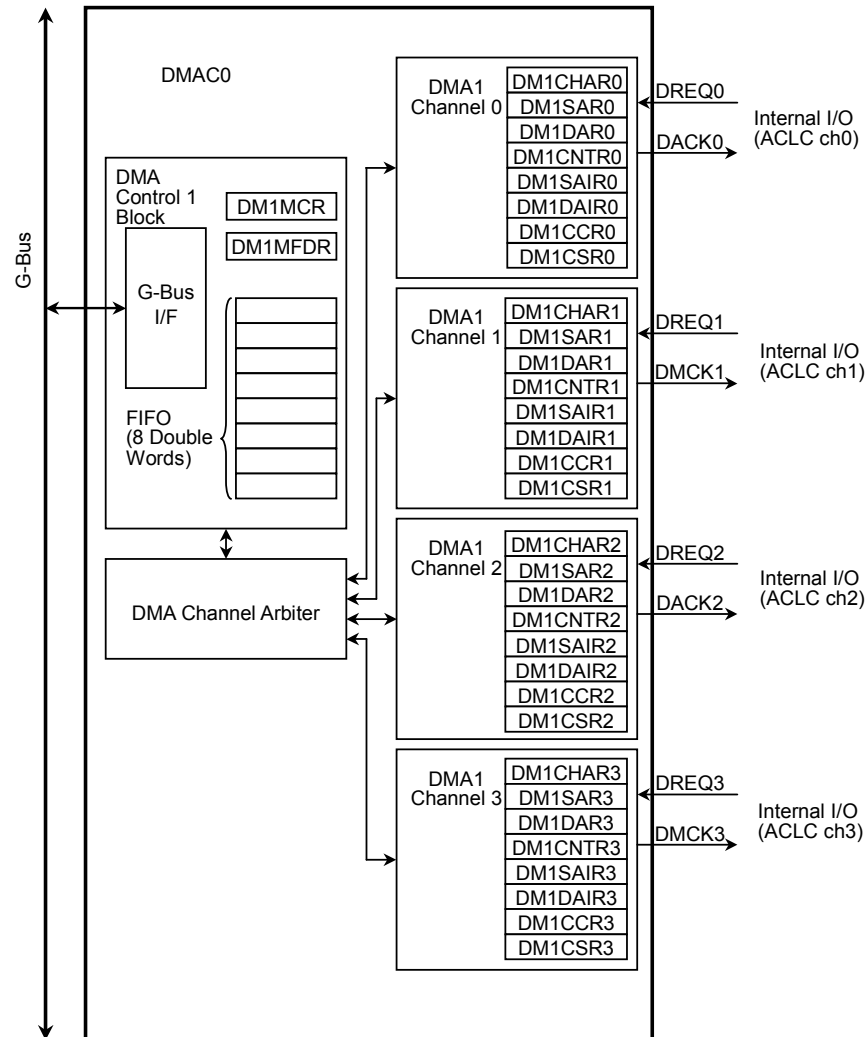 G-Bus
DMAC0
DMA
Control 1
Block
DM1MCR
DM1MFDR
G-Bus
I/F
FIFO
(8 Double
Words)
DMA Channel Arbiter
DMA1
Channel 0
DM1CHAR0
DM1SAR0
DM1DAR0
DM1CNTR0
DM1SAIR0
DM1DAIR0
DM1CCR0
DM1CSR0
DREQ0
DACK0
Internal I/O
(ACLC ch0)
DMA1
Channel 1
DM1CHAR1
DM1SAR1
DM1DAR1
DM1CNTR1
DM1SAIR1
DM1DAIR1
DM1CCR1
DM1CSR1
DREQ1
DMCK1
Internal I/O
(ACLC ch1)
DMA1
Channel 2
DM1CHAR2
DM1SAR2
DM1DAR2
DM1CNTR2
DM1SAIR2
DM1DAIR2
DM1CCR2
DM1CSR2
DREQ2
DACK2
Internal I/O
(ACLC ch2)
DMA1
Channel 3
DM1CHAR3
DM1SAR3
DM1DAR3
DM1CNTR3
DM1SAIR3
DM1DAIR3
DM1CCR3
DM1CSR3
DREQ3
DMCK3
Internal I/O
(ACLC ch3)